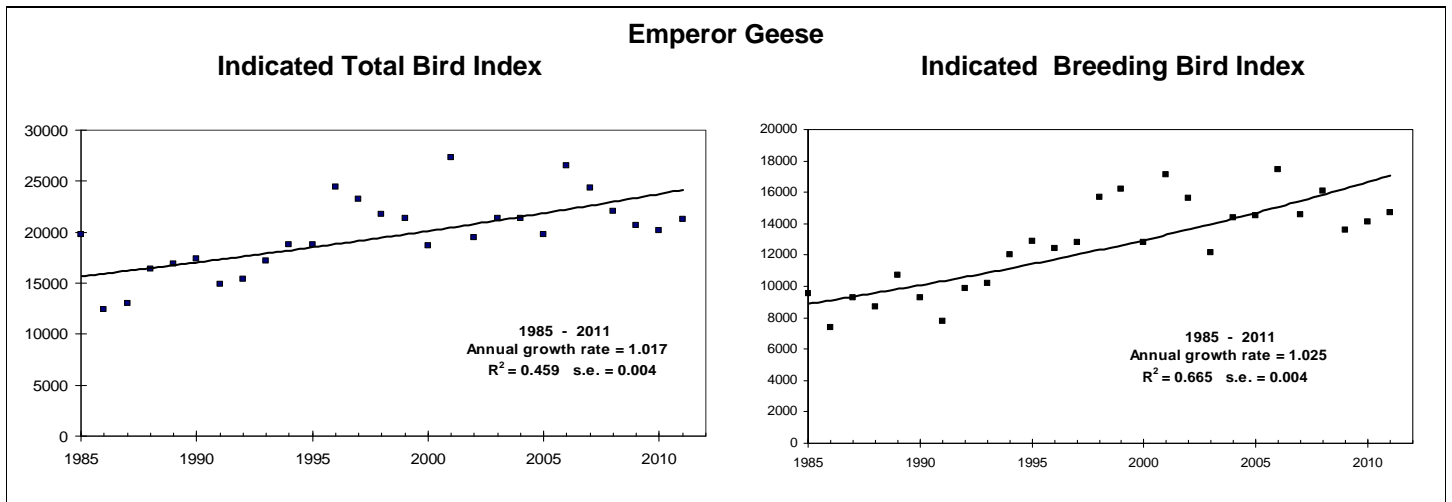 Emperor Geese
Indicated Total Bird Index
30000
25000
20000
15000
10000
5000
0
1985 1990 1995 2000 2005 2010
1985 - 2011
Annual growth rate = 1.017
R² = 0.459 s.e. = 0.004
Indicated Breeding Bird Index
20000
18000
16000
14000
12000
10000
8000
6000
4000
2000
0
1985 1990 1995 2000 2005 2010
1985 - 2011
Annual growth rate = 1.025
R² = 0.665 s.e. = 0.004